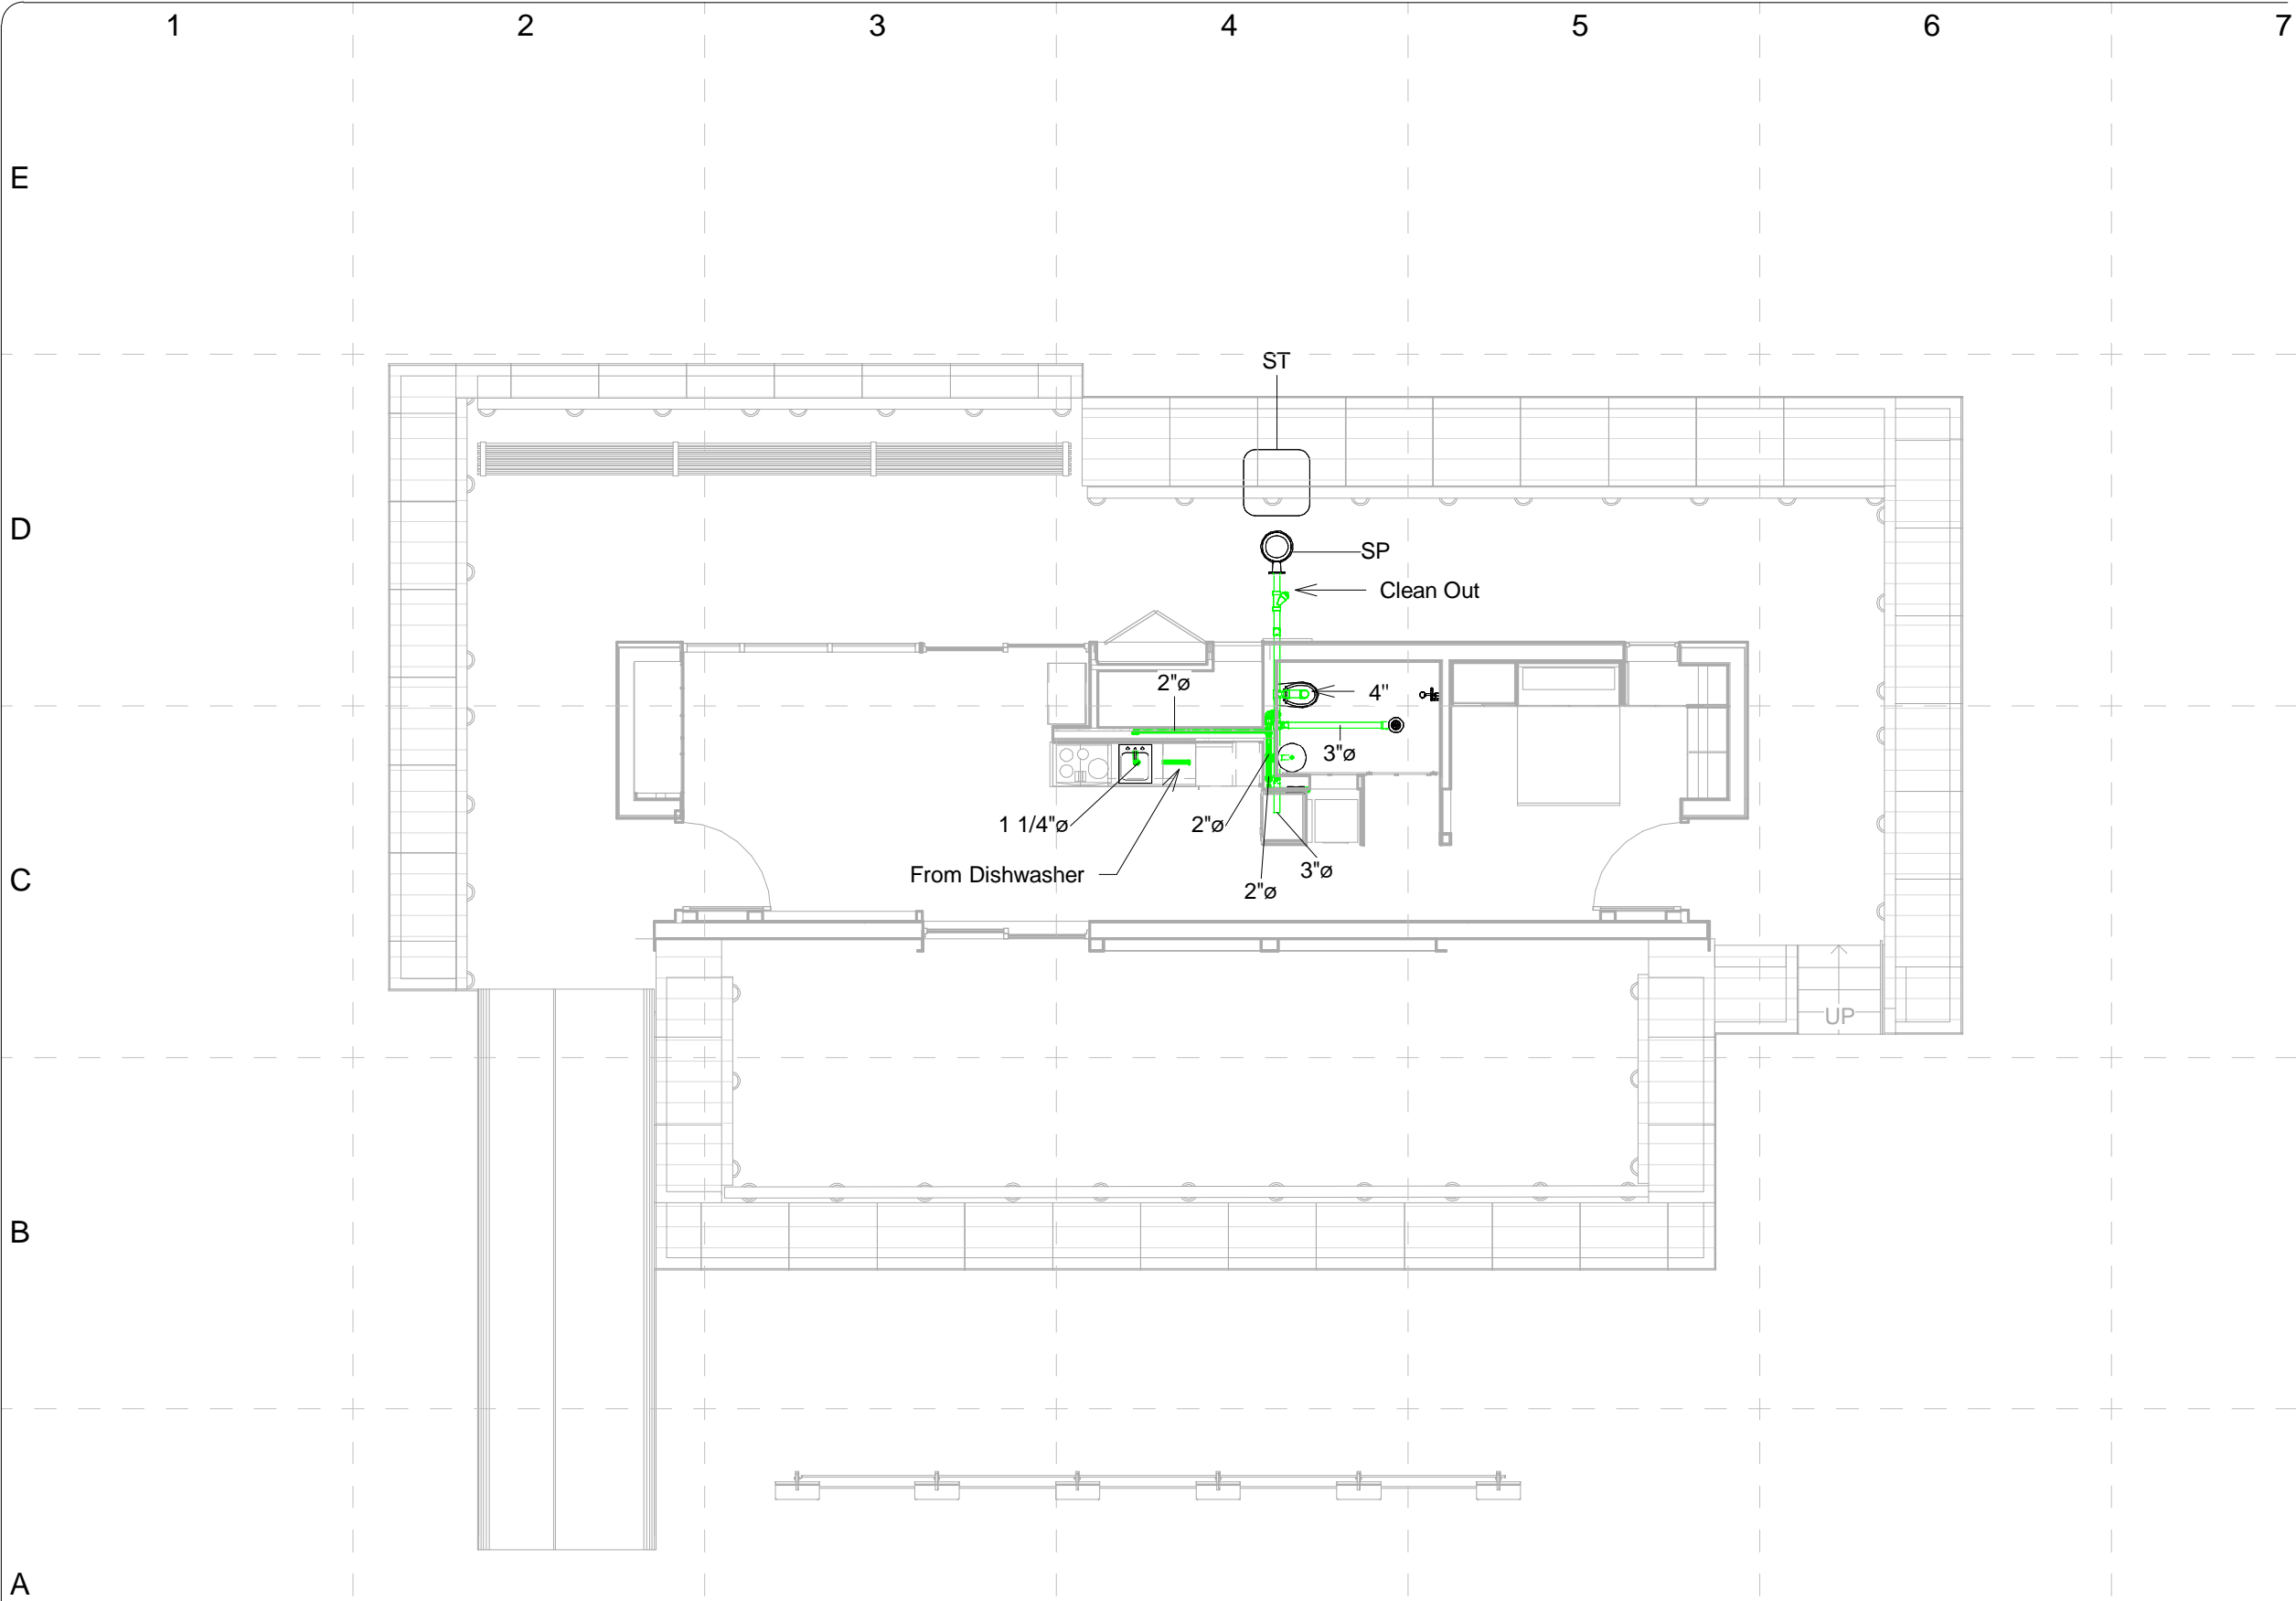 1 2 3 4 5 6 7
E
ST
D
SP
Clean Out
2"ø
4"
3"ø
1 1/4"ø
2"ø
3"ø
From Dishwasher
C
2"ø
UP
B
A